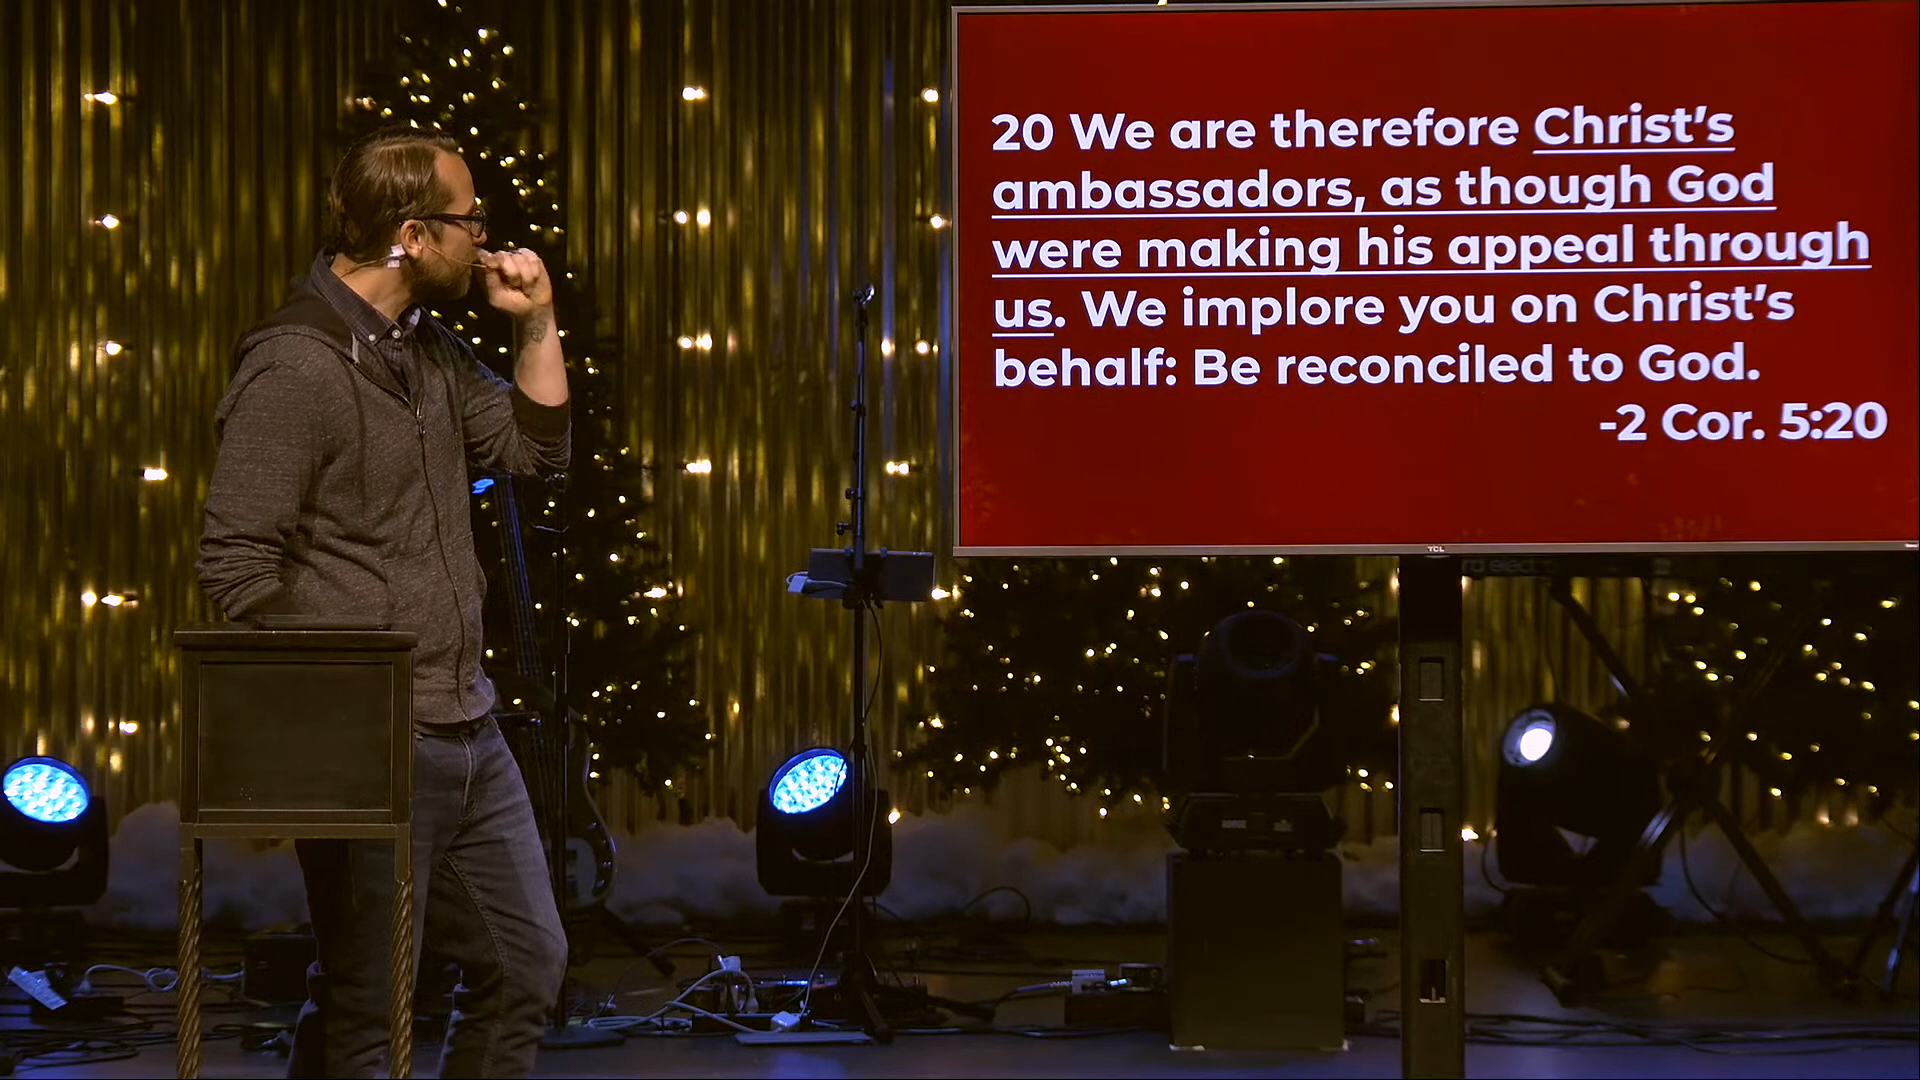 20 We are therefore Christ’s
ambassadors, as though God
were making his appeal through
us. We implore you on Christ’s
behalf: Be reconciled to God.
-2 Cor. 5:20
TCL